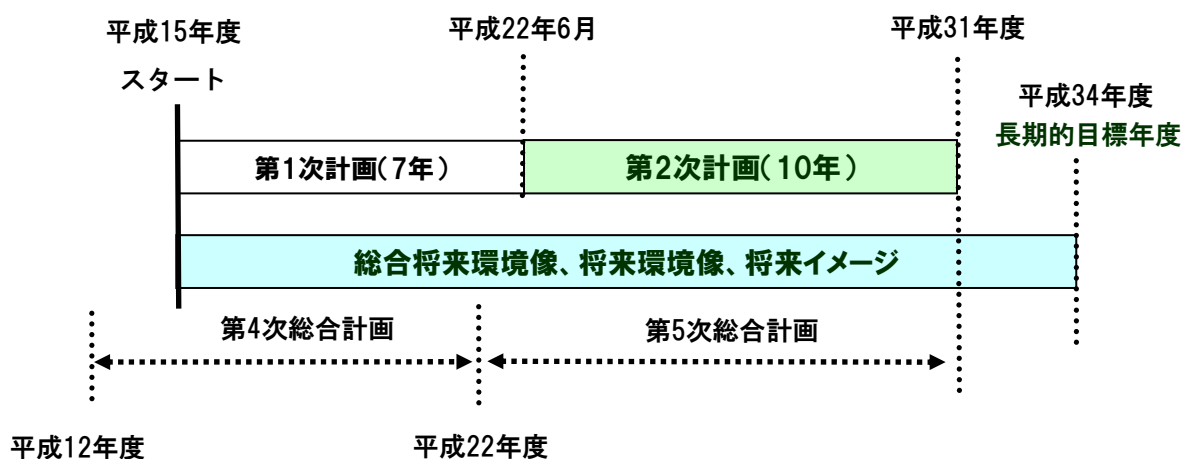 平成15年度
スタート
平成22年6月
平成31年度
平成34年度
長期的目標年度
第1次計画(7年)
第2次計画(10年)
総合将来環境像、将来環境像、将来イメージ
第4次総合計画
第5次総合計画
平成12年度
平成22年度